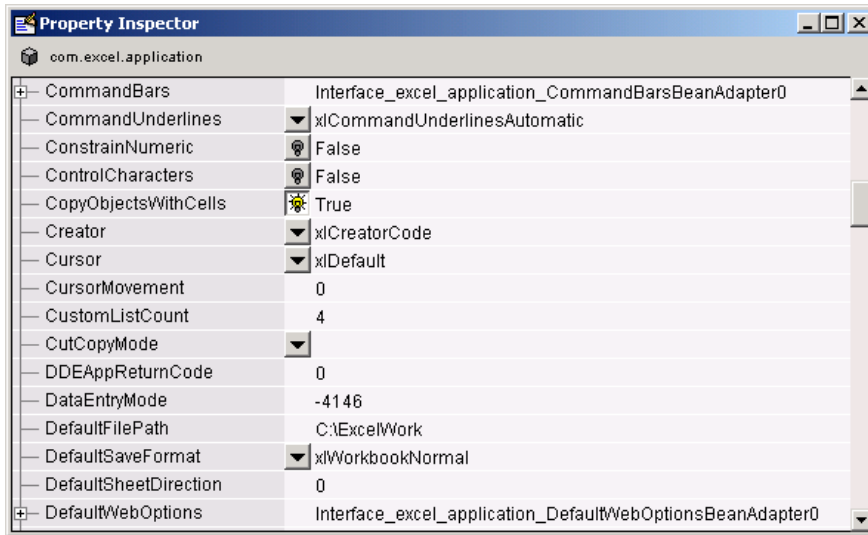 Property Inspector
com.excel.application
CommandBars Interface_excel_application_CommandBarsBeanAdapter0
CommandUnderlines xlCommandUnderlinesAutomatic
ConstrainNumeric False
ControlCharacters False
CopyObjectsWithCells True
Creator xlCreatorCode
Cursor xlDefault
CursorMovement 0
CustomListCount 4
CutCopyMode
DDEAppReturnCode 0
DataEntryMode -4146
DefaultFilePath C:\ExcelWork
DefaultSaveFormat xlWorkbookNormal
DefaultSheetDirection 0
DefaultWebOptions Interface_excel_application_DefaultWebOptionsBeanAdapter0